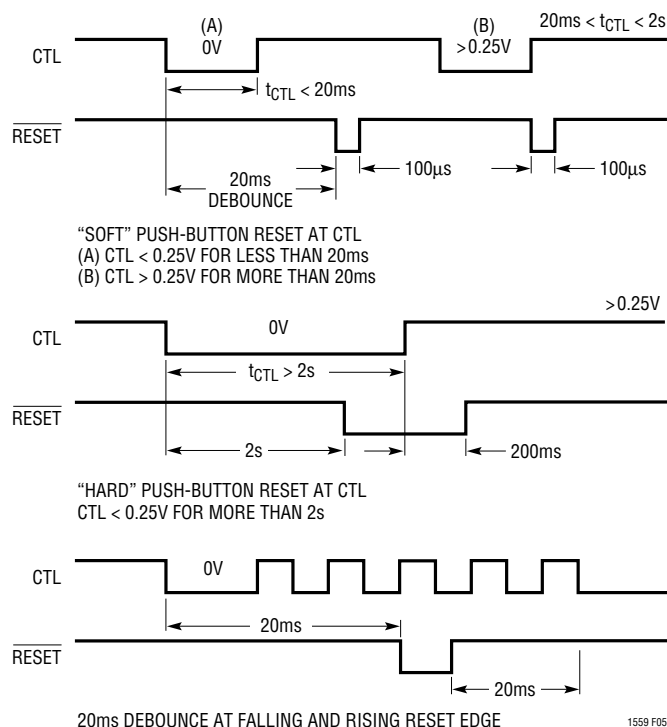 (A)
0V
(B)
>0.25V
20ms < tCTL < 2s
CTL
tCTL < 20ms
RESET
100µs
100µs
20ms
DEBOUNCE
“SOFT” PUSH-BUTTON RESET AT CTL
(A) CTL < 0.25V FOR LESS THAN 20ms
(B) CTL > 0.25V FOR MORE THAN 20ms
0V
>0.25V
CTL
tCTL > 2s
RESET
2s
200ms
“HARD” PUSH-BUTTON RESET AT CTL
CTL < 0.25V FOR MORE THAN 2s
CTL
0V
20ms
RESET
20ms
20ms DEBOUNCE AT FALLING AND RISING RESET EDGE
1559 F05